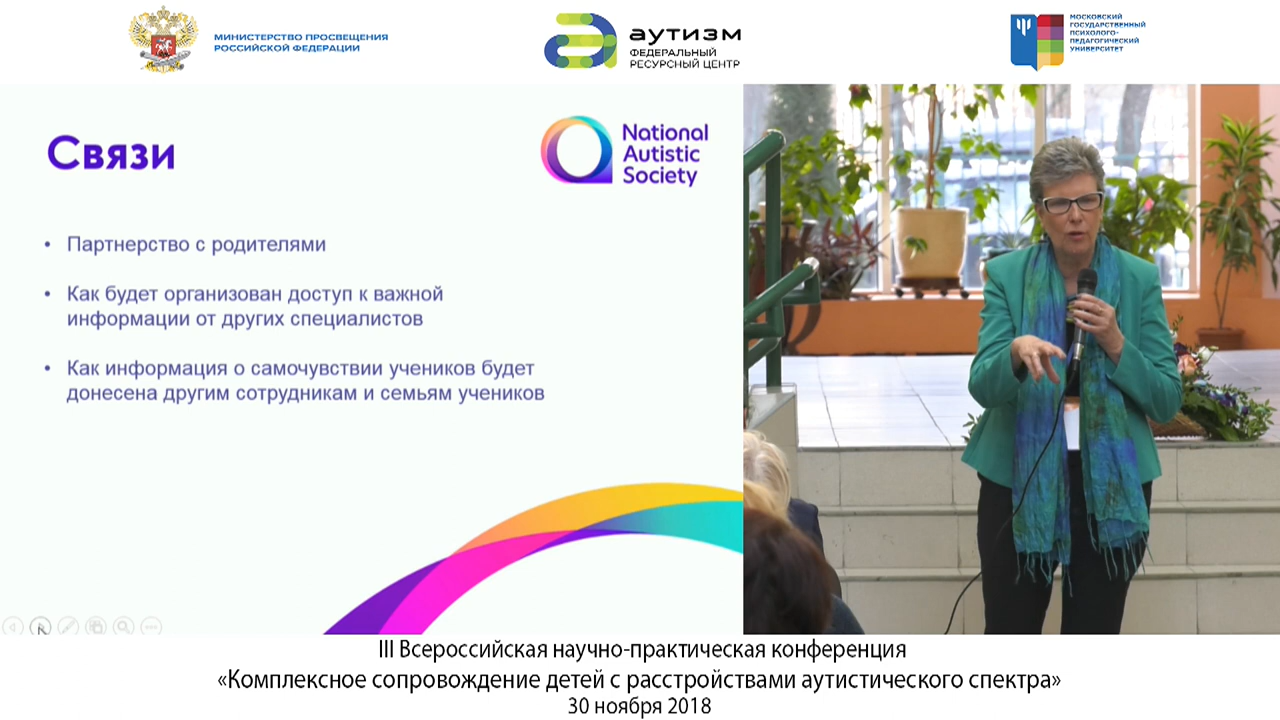 МИНИСТЕРСТВО ПРОСВЕЩЕНИЯ
РОССИЙСКОЙ ФЕДЕРАЦИИ
аутизм
ФЕДЕРАЛЬНЫЙ
РЕСУРСНЫЙ ЦЕНТР
МОСКОВСКИЙ
ГОСУДАРСТВЕННЫЙ
ПСИХОЛОГО-
ПЕДАГОГИЧЕСКИЙ
УНИВЕРСИТЕТ
Связи
National
Autistic
Society
• Партнерство с родителями
• Как будет организован доступ к важной
информации от других специалистов
• Как информация о самочувствии учеников будет
донесена другим сотрудникам и семьям учеников
III Всероссийская научно-практическая конференция
«Комплексное сопровождение детей с расстройствами аутистического спектра»
30 ноября 2018